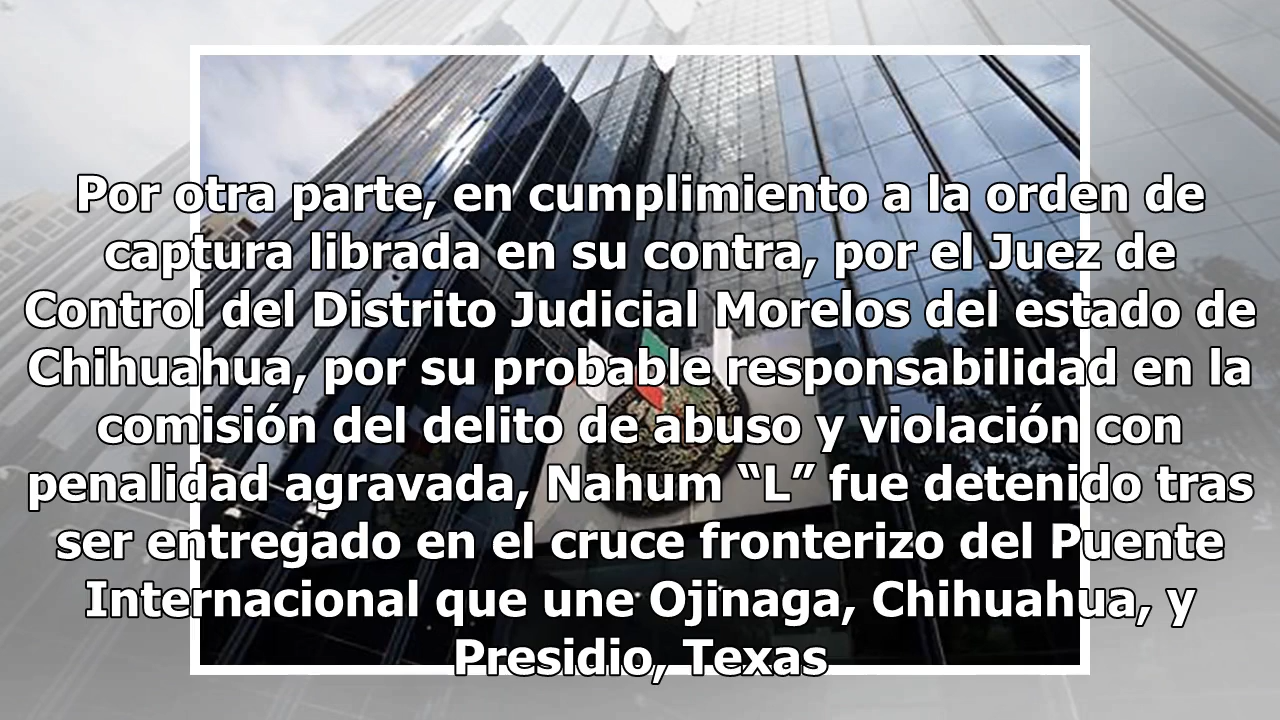 Por otra parte, en cumplimiento a la orden de
captura librada en su contra, por el Juez de
Control del Distrito Judicial Morelos del estado de
Chihuahua, por su probable responsabilidad en la
comisión del delito de abuso y violación con
penalidad agravada, Nahum “L” fue detenido tras
ser entregado en el cruce fronterizo del Puente
Internacional que une Ojinaga, Chihuahua, y
Presidio, Texas